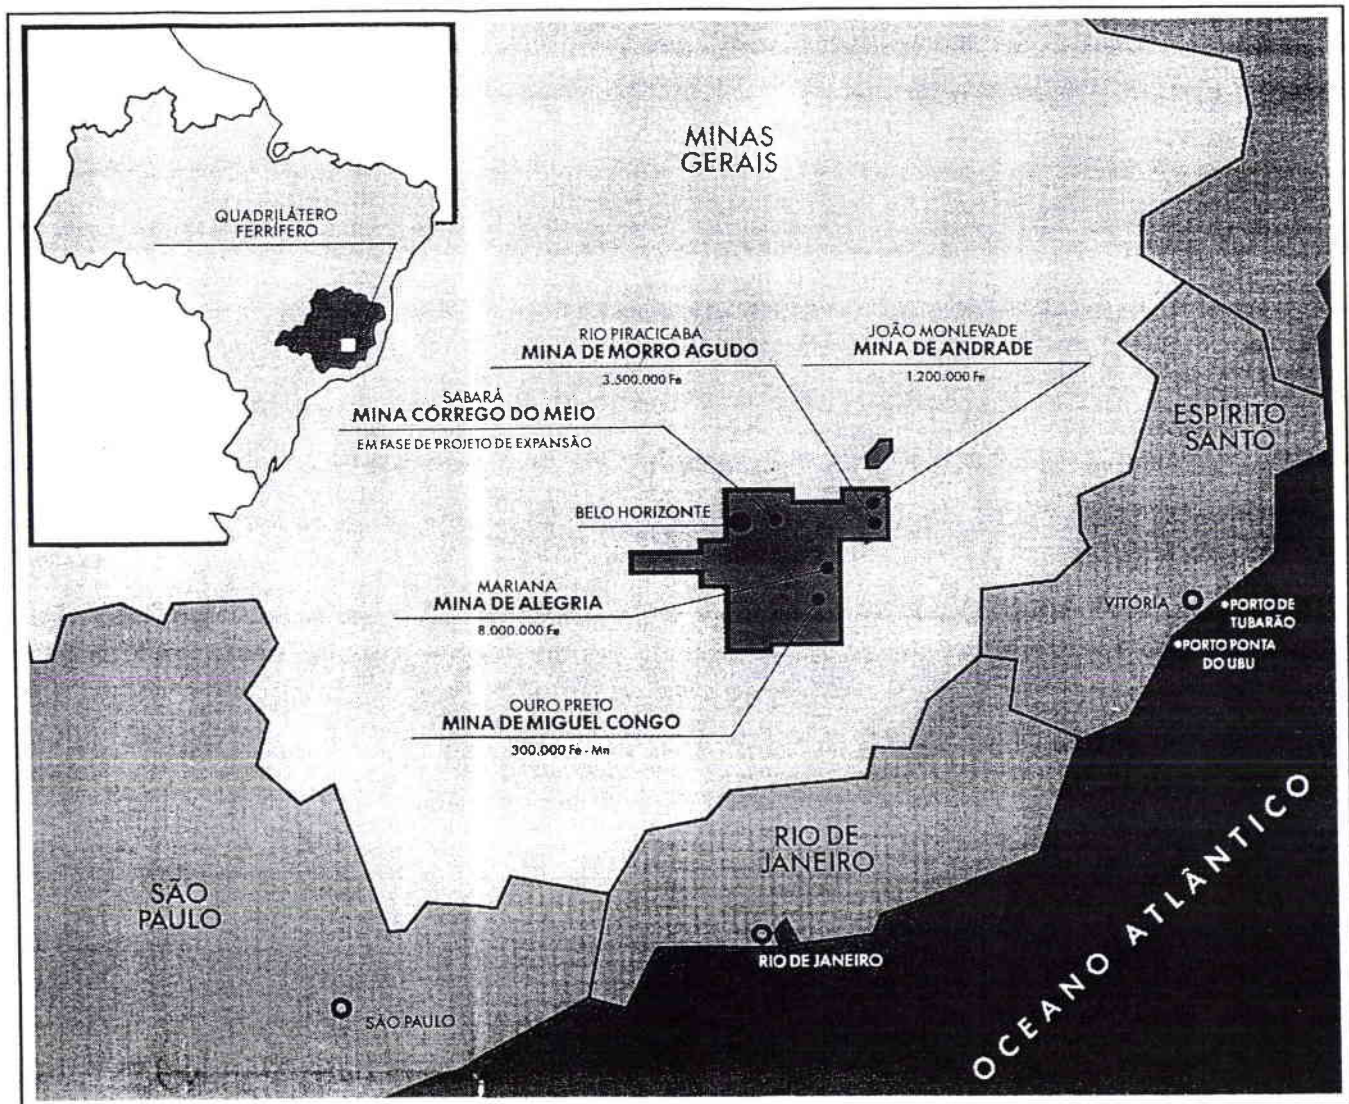 MINAS
GERAIS
QUADRILÁTERO
FERRÍFERO
RIO PIRACICABA
MINA DE MORRO AGUDO
3.500.000 Fe
JOÃO MONLEVADE
MINA DE ANDRADE
1.200.000 Fe
SABARÁ
MINA CÓRREGO DO MEIO
EM FASE DE PROJETO DE EXPANSÃO
ESPÍRITO
SANTO
BELO HORIZONTE
MARIANA
MINA DE ALEGRIA
8.000.000 Fe
VITÓRIA
PORTO DE
TUBARÃO
PORTO PONTA
DO UBU
OURO PRETO
MINA DE MIGUEL CONGO
300.000 Fe - Mn
RIO DE
JANEIRO
SÃO
PAULO
RIO DE JANEIRO
SÃO PAULO
OCEANO ATLÂNTICO